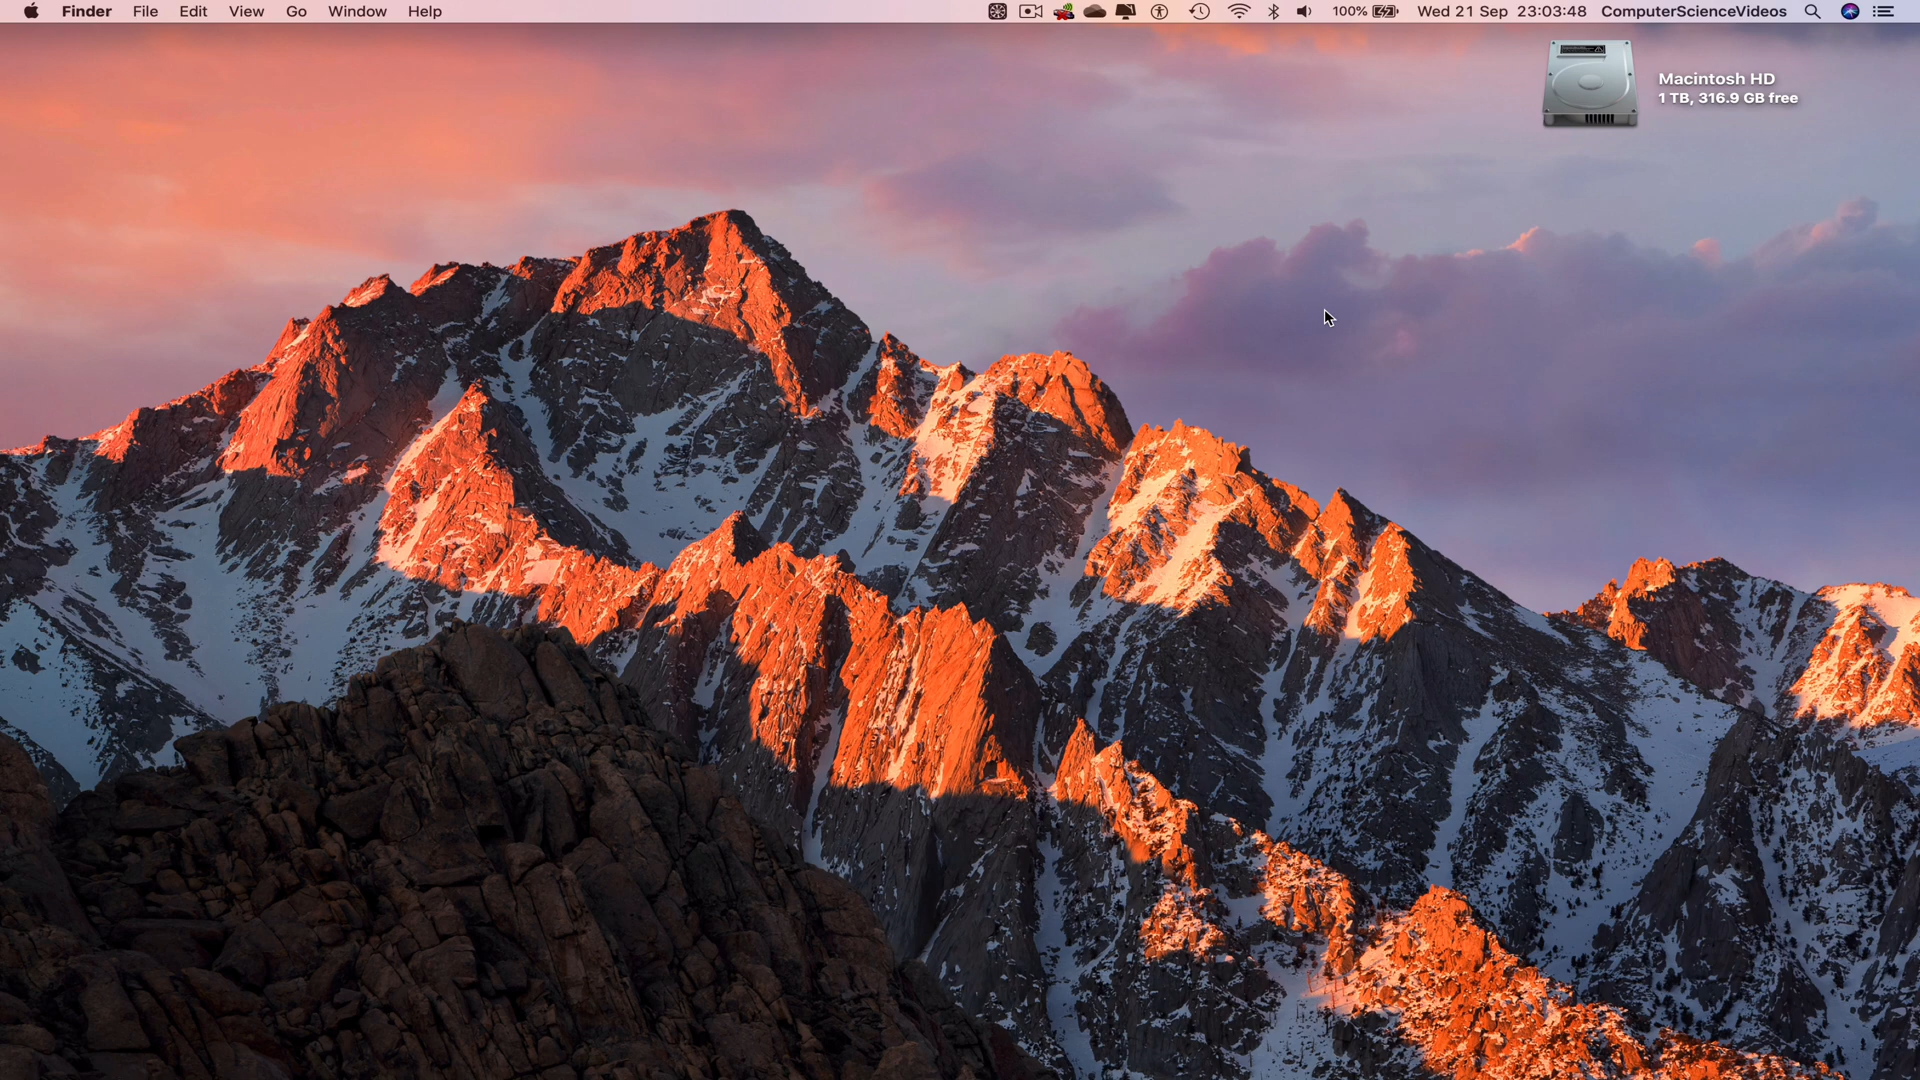 Finder File Edit View Go Window Help 100% Wed 21 Sep 23:03:48 ComputerScienceVideos
Macintosh HD
1 TB, 316.9 GB free